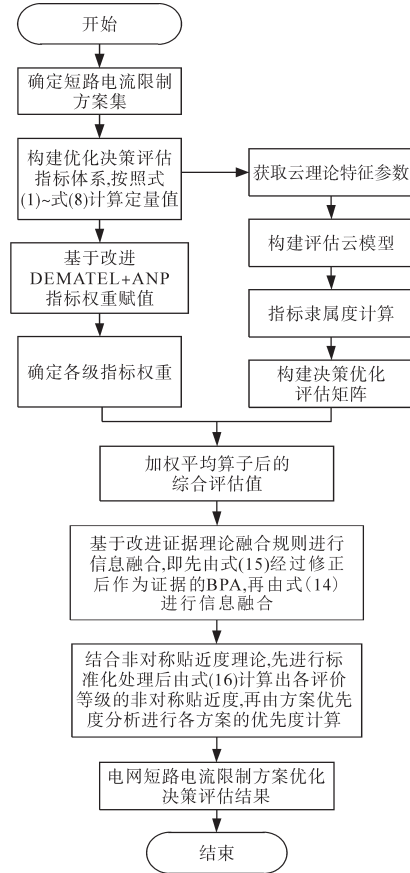 开始
确定短路电流限制
方案集
构建优化决策评估
指标体系,按照式
(1)~式(8)计算定量值
基于改进
DEMATEL+ANP
指标权重赋值
确定各级指标权重
获取云理论特征参数
构建评估云模型
指标隶属度计算
构建决策优化
评估矩阵
加权平均算子后的
综合评估值
基于改进证据理论融合规则进行
信息融合,即先由式(15)经过修正
后作为证据的BPA,再由式(14)
进行信息融合
结合非对称贴近度理论,先进行标
准化处理后由式(16)计算出各评价
等级的非对称贴近度,再由方案优先
度分析进行各方案的优先度计算
电网短路电流限制方案优化
决策评估结果
结束